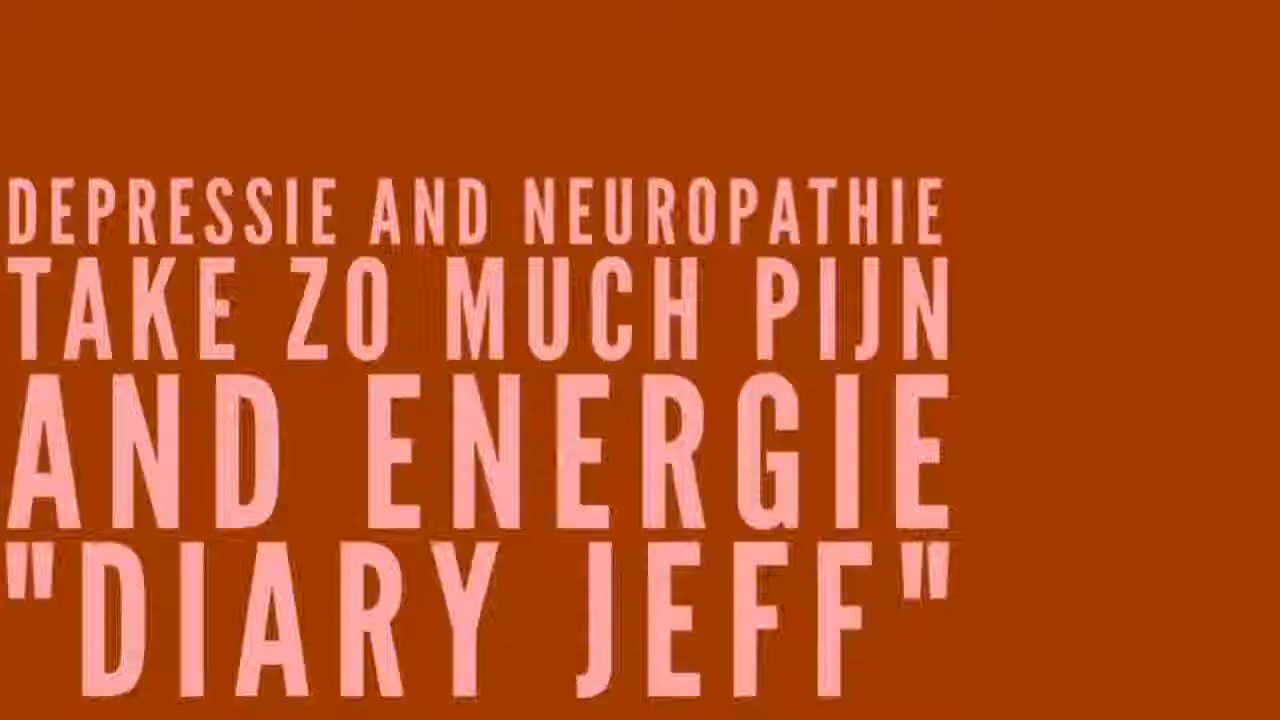 DEPRESSIE AND NEUROPATHIE
TAKE ZO MUCH PIJN
AND ENERGIE
"DIARY JEFF"